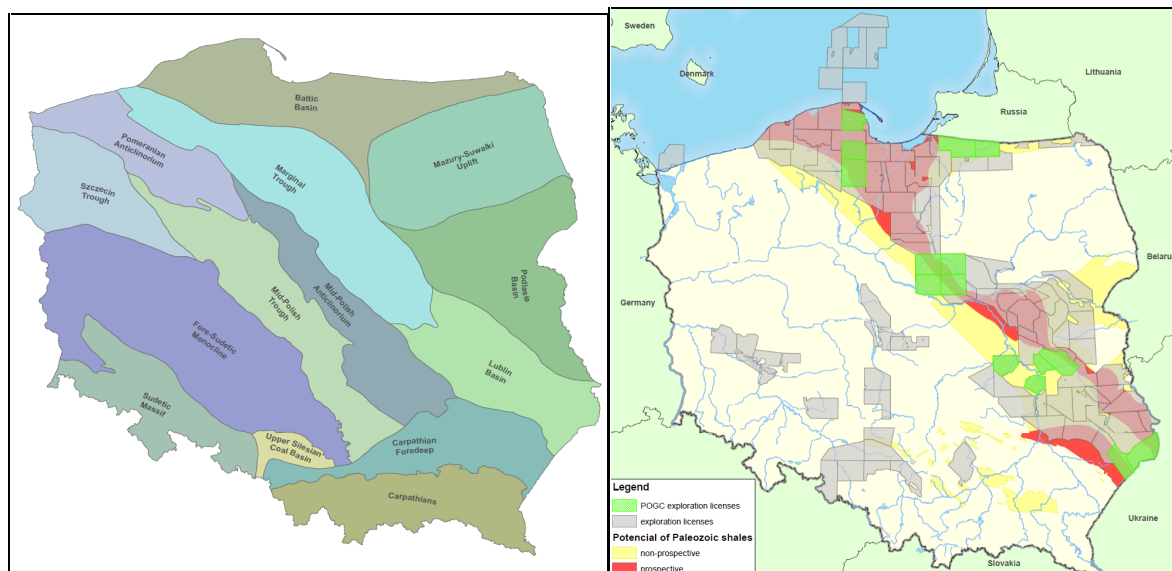 Baltic
Basin
Pomeranian
Anticlinorium
Marginal
Trough
Mazury-Suwalki
Uplift
Szczecin
Trough
Mid-Polish
Trough
Mid-Polish
Anticlinorium
Podlasie
Basin
Fore-Sudetic
Monocline
Lublin
Basin
Sudetic
Massif
Upper Silesian
Coal Basin
Carpathian
Foredeep
Carpathians
Sweden
Denmark
Lithuania
Russia
Belaru
Germany
Ukraine
Slovakia
Legend
POGC exploration licenses
exploration licenses
Potencial of Paleozoic shales
non-prospective
prospective